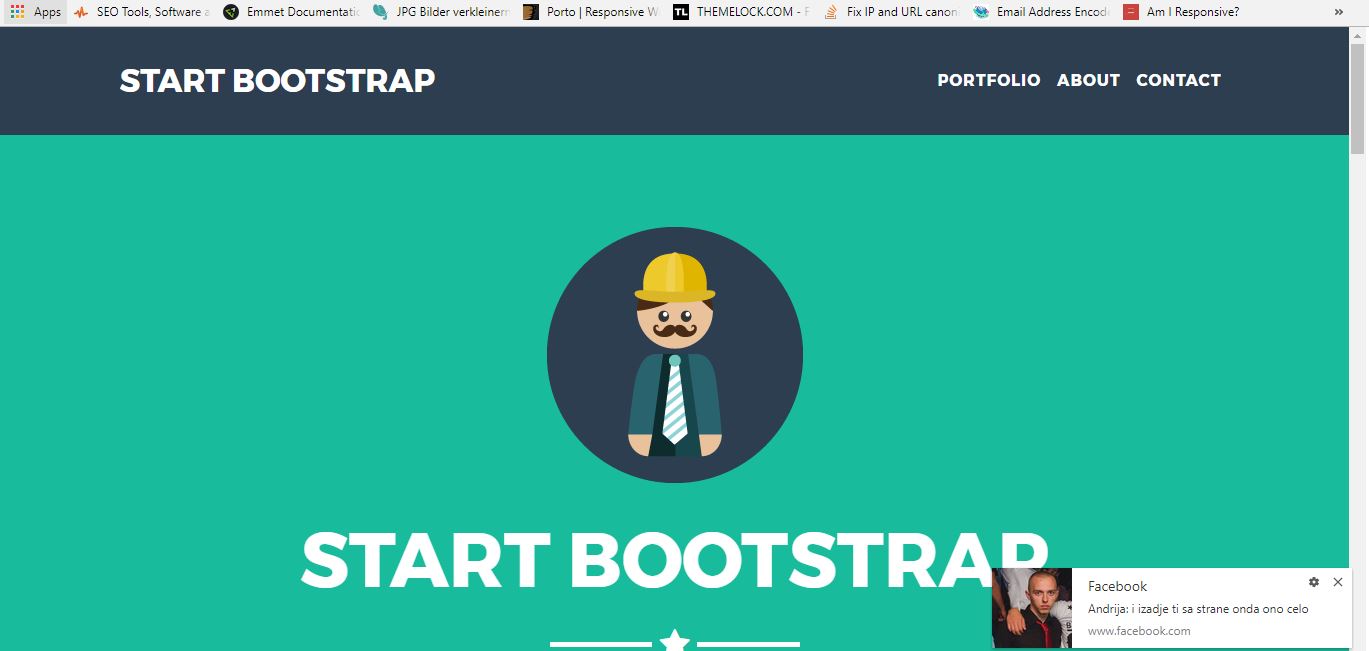 Apps SEO Tools, Software a Emmet Documentati JPG Bilder verkleinern Porto | Responsive W THEMELOCK.COM - F Fix IP and URL canoni Email Address Encode Am I Responsive? »
START BOOTSTRAP PORTFOLIO ABOUT CONTACT
START BOOTSTRAP
Facebook
Andrija: i izadje ti sa strane onda ono celo
www.facebook.com